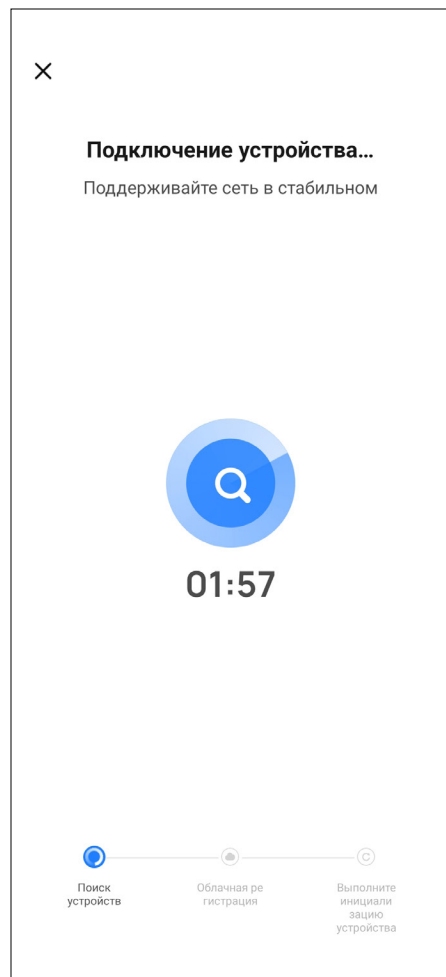 Подключение устройства...
Поддерживайте сеть в стабильном
01:57
Поиск
устройств
Облачная ре
гистрация
Выполните
инициали
зацию
устройства